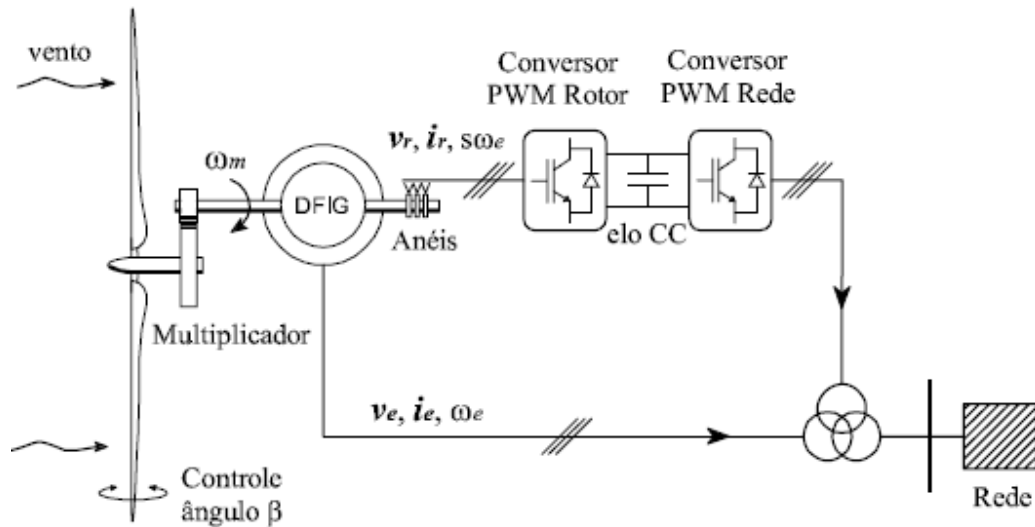 vento
Conversor
PWM Rotor
Conversor
PWM Rede
vr, ir, sωe
ωm
DFIG
Anéis
elo CC
Multiplicador
ve, ie, ωe
Controle
ângulo β
Rede